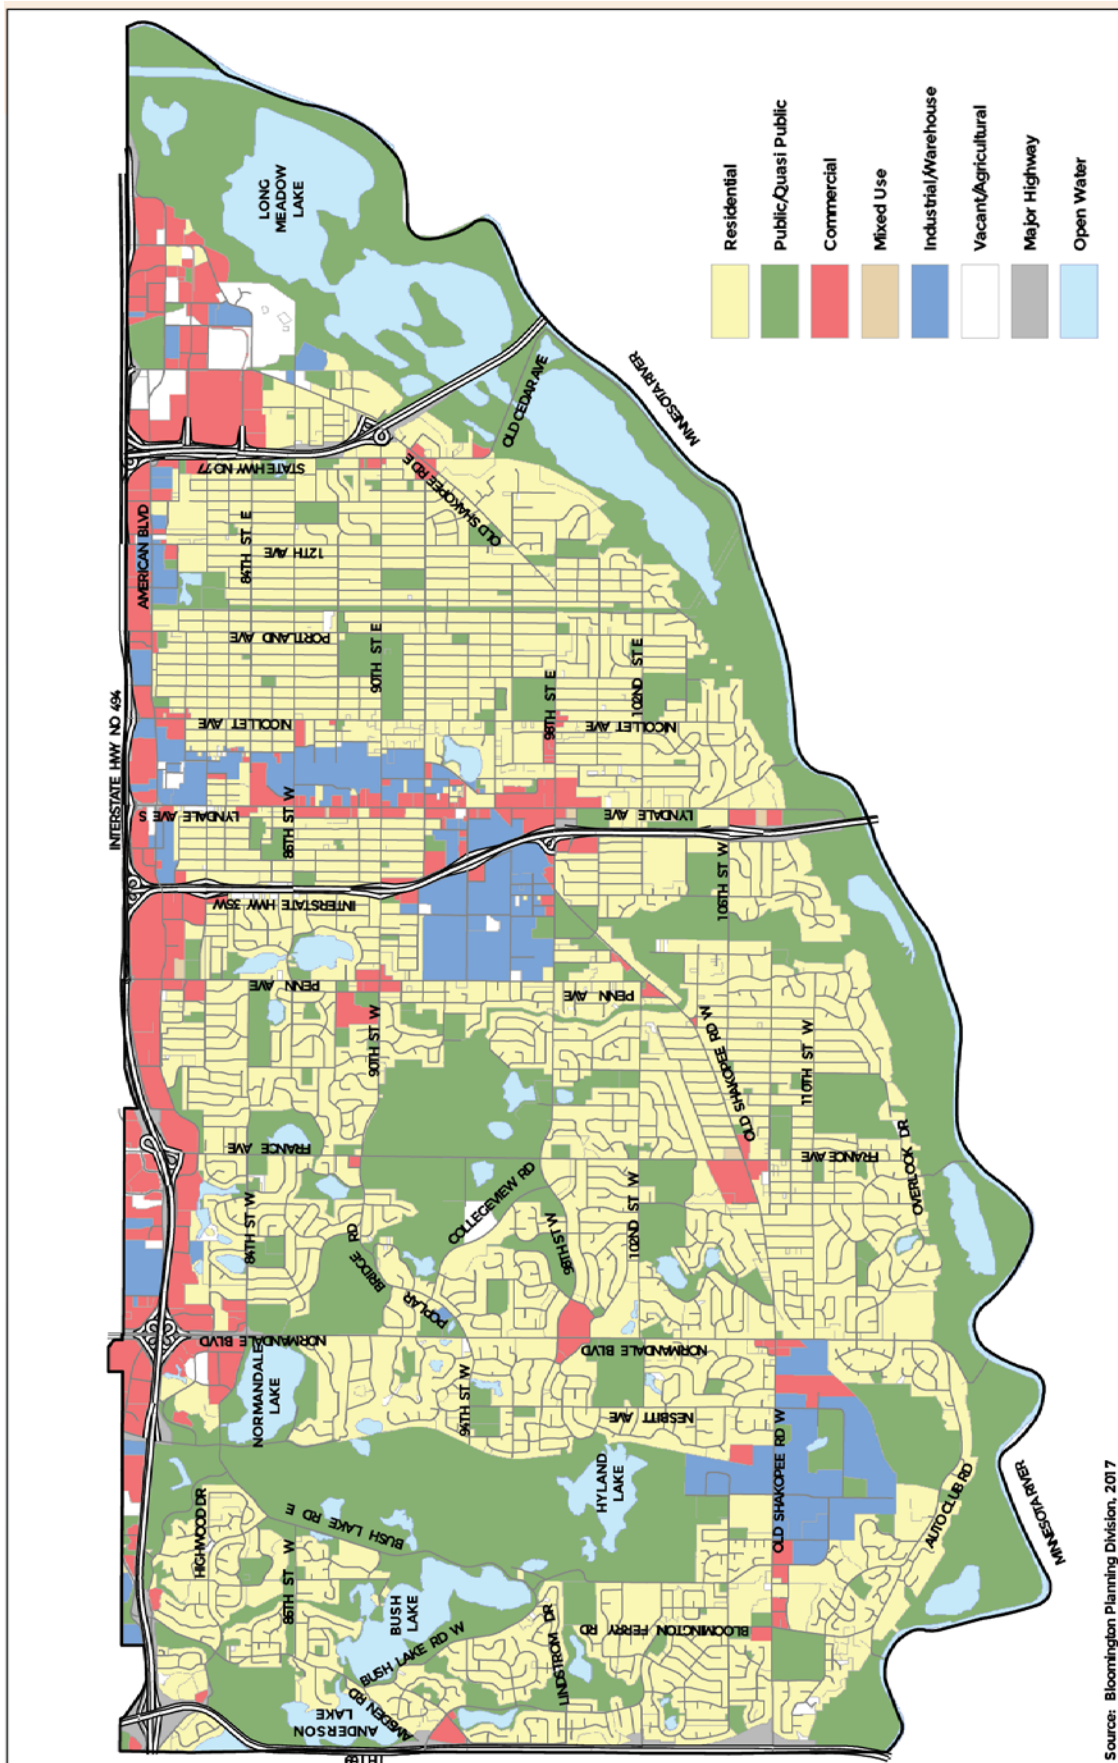 INTERSTATE HWY NO 494
AMERICAN BLVD
LONG
MEADOW
LAKE
STATE HWY NO 77
OLD CEDAR AVE
OLD SHAKOPEE RD E
84TH ST E
12TH AVE
PORTLAND AVE
90TH ST E
98TH ST E
102ND ST E
NICOLLET AVE
NICOLLET AVE
LYNDALE AVE S
86TH ST W
LYNDALE AVE
INTERSTATE HWY 35W
106TH ST W
PENN AVE
PENN AVE
90TH ST W
OLD SHAKOPEE RD W
110TH ST W
FRANCE AVE
FRANCE AVE
OVERLOOK DR
84TH ST W
COLLEGEVIEW RD
98TH ST W
102ND ST W
POPLAR
BRIDGE RD
NORMANDALE BLVD
NORMANDALE BLVD
NORMANDALE
LAKE
94TH ST W
NESBITT AVE
HYLAND
LAKE
OLD SHAKOPEE RD W
AUTO CLUB RD
HIGHWOOD DR
BUSH LAKE RD E
86TH ST W
BUSH
LAKE
BUSH LAKE RD W
LINDSTROM DR
BLOOMINGTON FERRY RD
AMSDEN RD
ANDERSON
LAKE
TH 169
MINNESOTA RIVER
MINNESOTA RIVER
Residential
Public/Quasi Public
Commercial
Mixed Use
Industrial/Warehouse
Vacant/Agricultural
Major Highway
Open Water
Source: Bloomington Planning Division, 2017